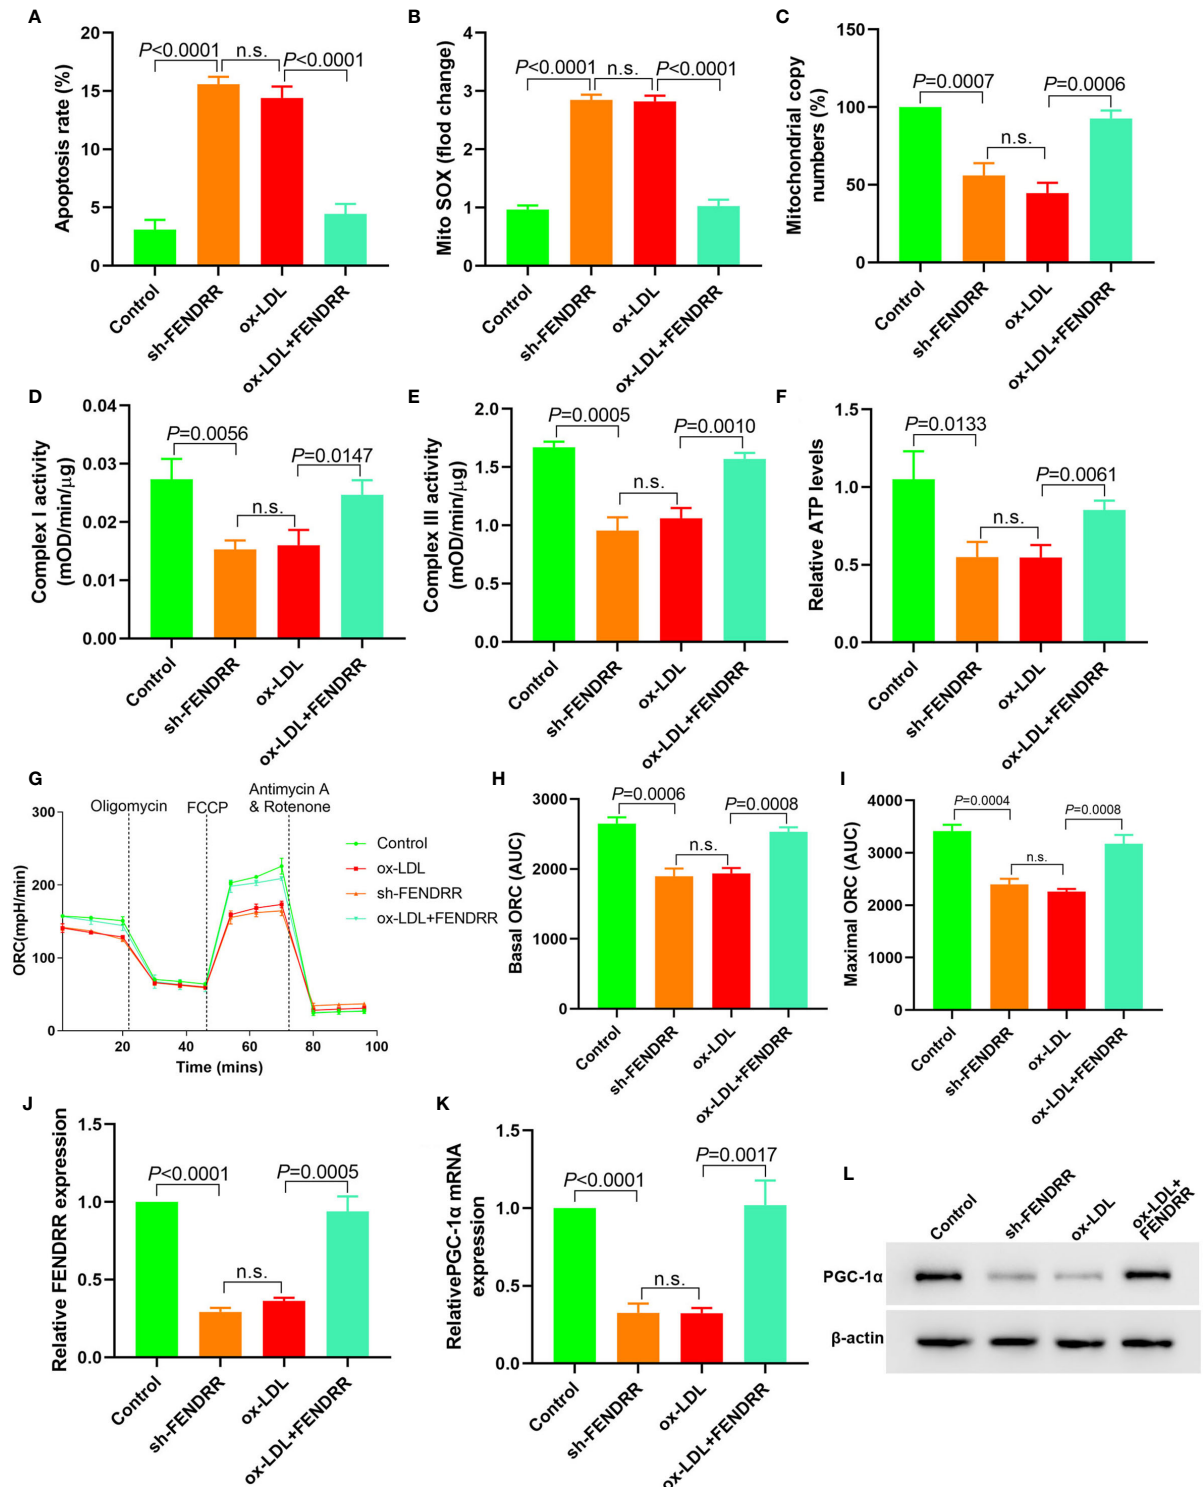 A
Apoptosis rate (%)
20
15
10
5
0
P<0.0001
n.s.
P<0.0001
Control
sh-FENDRR
ox-LDL
ox-LDL+FENDRR
B
Mito SOX (flod change)
4
3
2
1
0
P<0.0001
n.s.
P<0.0001
Control
sh-FENDRR
ox-LDL
ox-LDL+FENDRR
C
Mitochondrial copy
numbers (%)
150
100
50
0
P=0.0007
P=0.0006
n.s.
Control
sh-FENDRR
ox-LDL
ox-LDL+FENDRR
D
Complex I activity
(mOD/min/μg)
0.04
0.03
0.02
0.01
0.00
P=0.0056
P=0.0147
n.s.
Control
sh-FENDRR
ox-LDL
ox-LDL+FENDRR
E
Complex III activity
(mOD/min/μg)
2.0
1.5
1.0
0.5
0.0
P=0.0005
P=0.0010
n.s.
Control
sh-FENDRR
ox-LDL
ox-LDL+FENDRR
F
Relative ATP levels
1.5
1.0
0.5
0.0
P=0.0133
P=0.0061
n.s.
Control
sh-FENDRR
ox-LDL
ox-LDL+FENDRR
G
ORC(mpH/min)
300
200
100
0
Oligomycin
FCCP
Antimycin A
& Rotenone
Control
ox-LDL
sh-FENDRR
ox-LDL+FENDRR
20
40
60
80
100
Time (mins)
H
Basal ORC (AUC)
3000
2000
1000
0
P=0.0006
P=0.0008
n.s.
Control
sh-FENDRR
ox-LDL
ox-LDL+FENDRR
I
Maximal ORC (AUC)
4000
3000
2000
1000
0
P=0.0004
P=0.0008
n.s.
Control
sh-FENDRR
ox-LDL
ox-LDL+FENDRR
J
Relative FENDRR expression
1.5
1.0
0.5
0.0
P<0.0001
P=0.0005
n.s.
Control
sh-FENDRR
ox-LDL
ox-LDL+FENDRR
K
RelativePGC-1α mRNA
expression
1.5
1.0
0.5
0.0
P<0.0001
P=0.0017
n.s.
Control
sh-FENDRR
ox-LDL
ox-LDL+FENDRR
L
Control
sh-FENDRR
ox-LDL
ox-LDL+
FENDRR
PGC-1α
β-actin